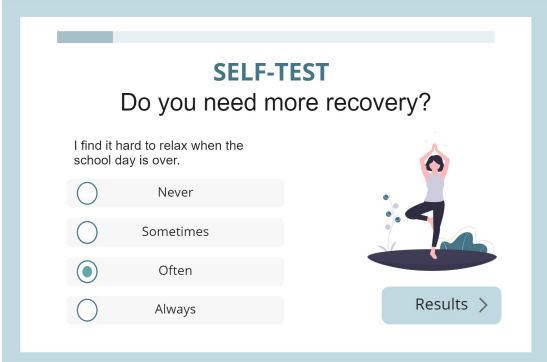 SELF-TEST
Do you need more recovery?
I find it hard to relax when the
school day is over.
Never
Sometimes
Often
Always
Results